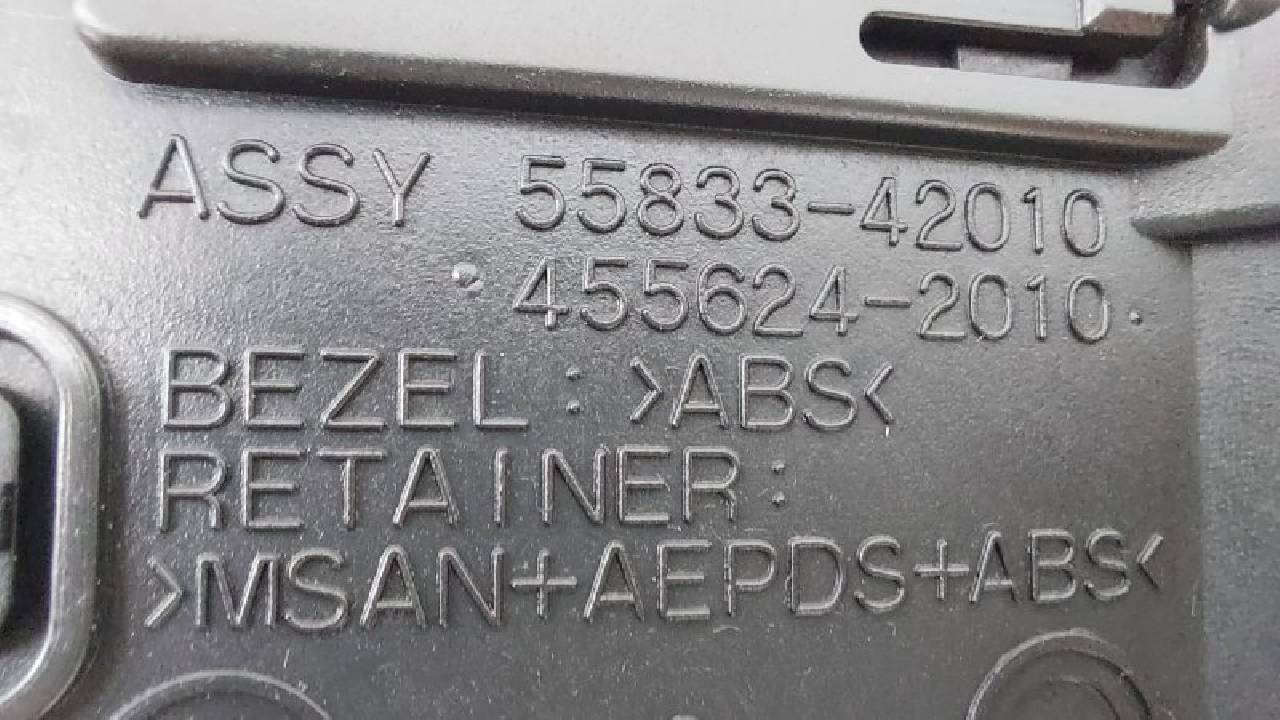 ASSY 55833-42010
455624-2010
BEZEL: >ABS<
RETAINER:
>MSAN+AEPDS+ABS<